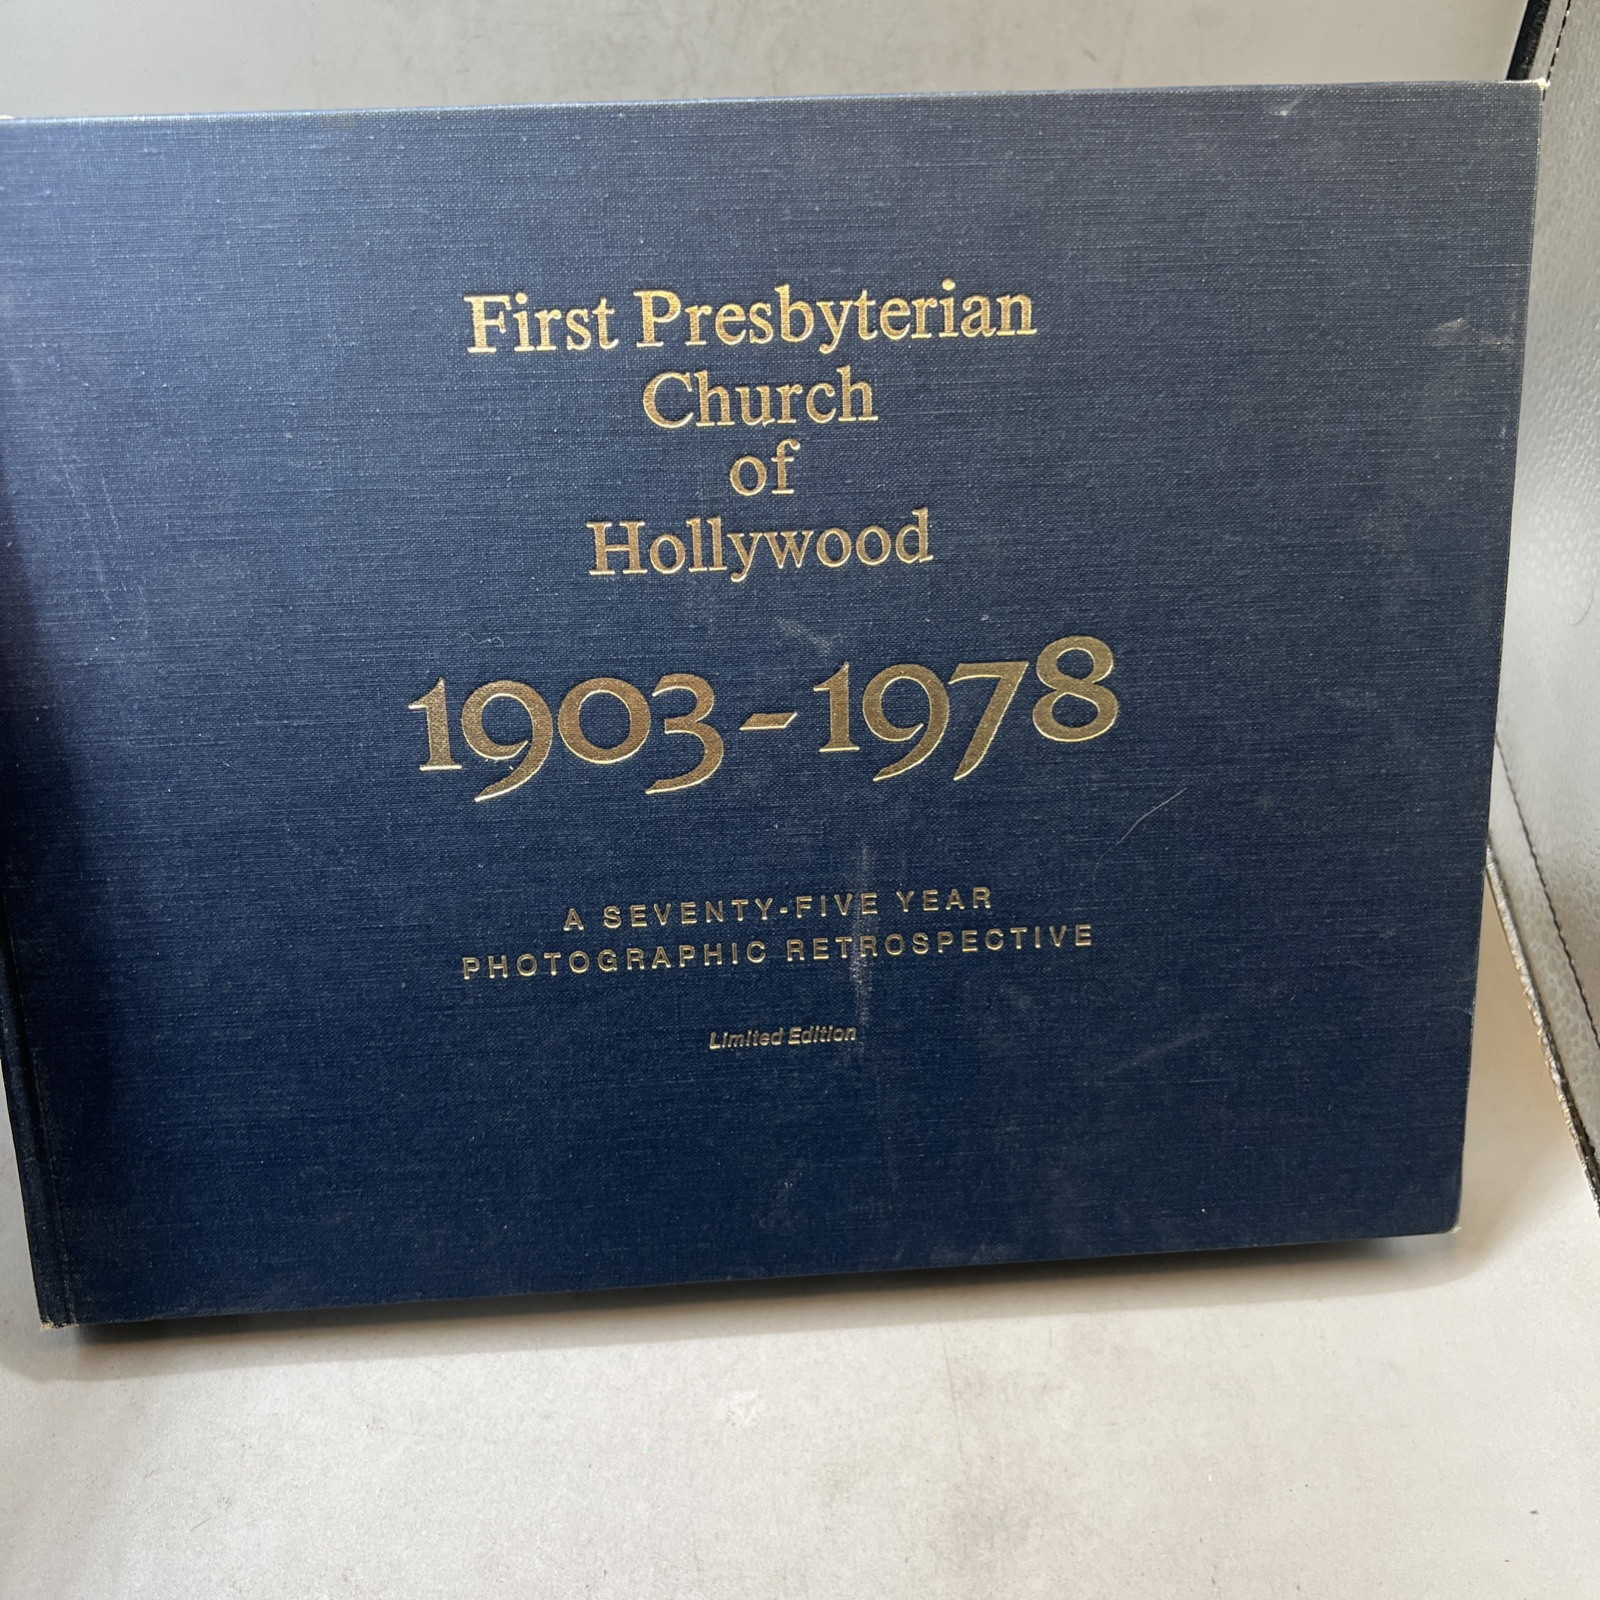 First Presbyterian
Church
of
Hollywood
1903-1978
A SEVENTY-FIVE YEAR
PHOTOGRAPHIC RETROSPECTIVE
Limited Edition